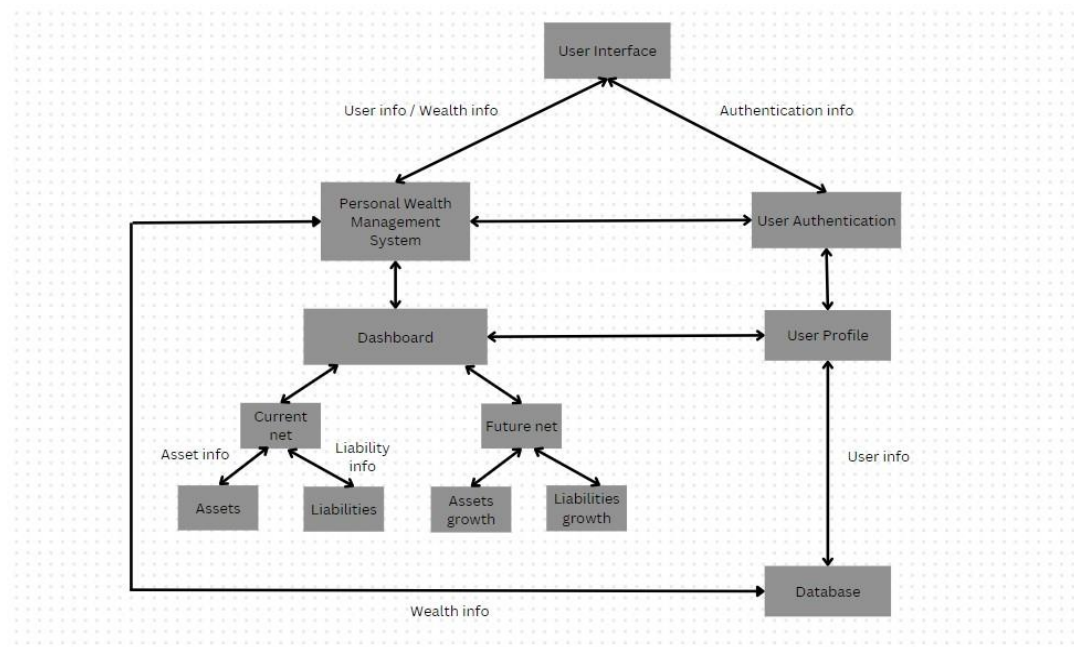 User Interface
User info / Wealth info
Authentication info
Personal Wealth
Management
System
User Authentication
Dashboard
User Profile
Current
net
Future net
Asset info
Liability
info
User info
Assets
Liabilities
Assets
growth
Liabilities
growth
Database
Wealth info